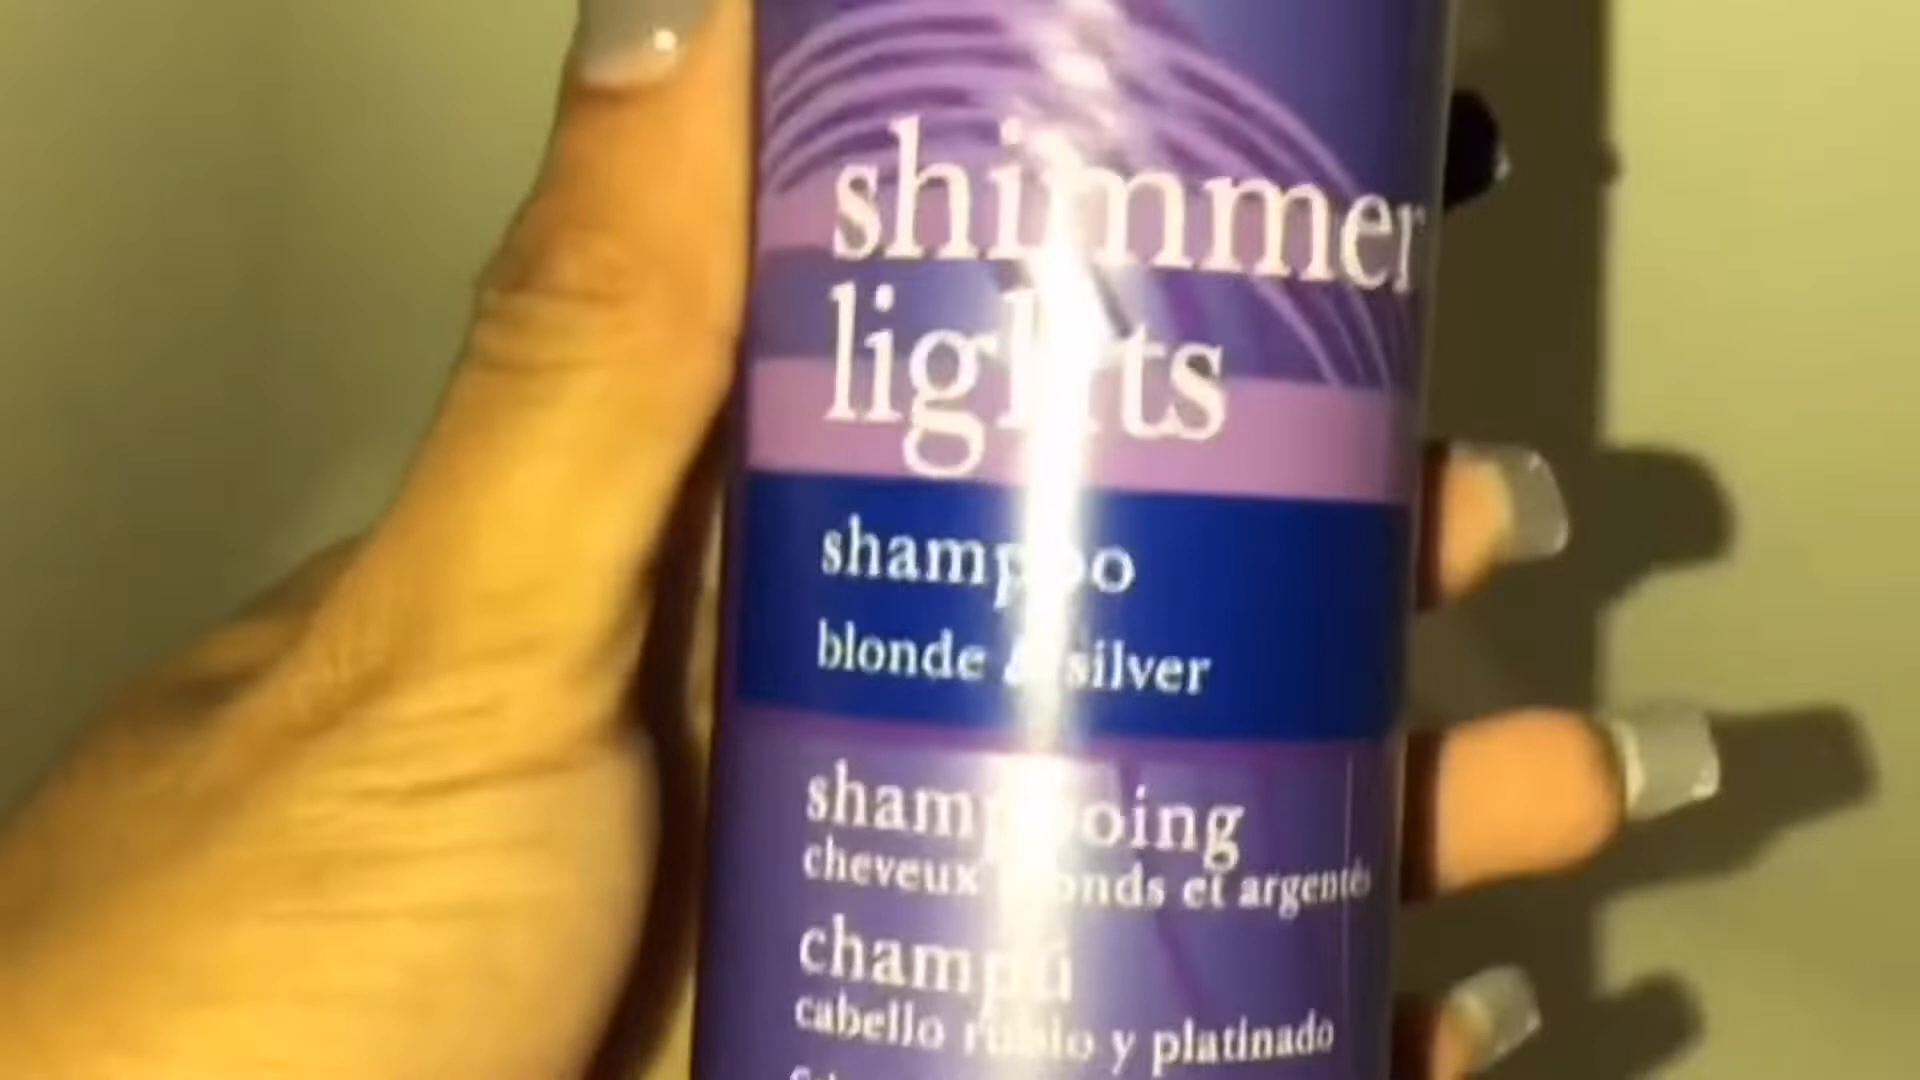 shimmer
lights
shampoo
blonde & silver
shampooing
cheveux blonds et argentés
champú
cabello rubio y platinado